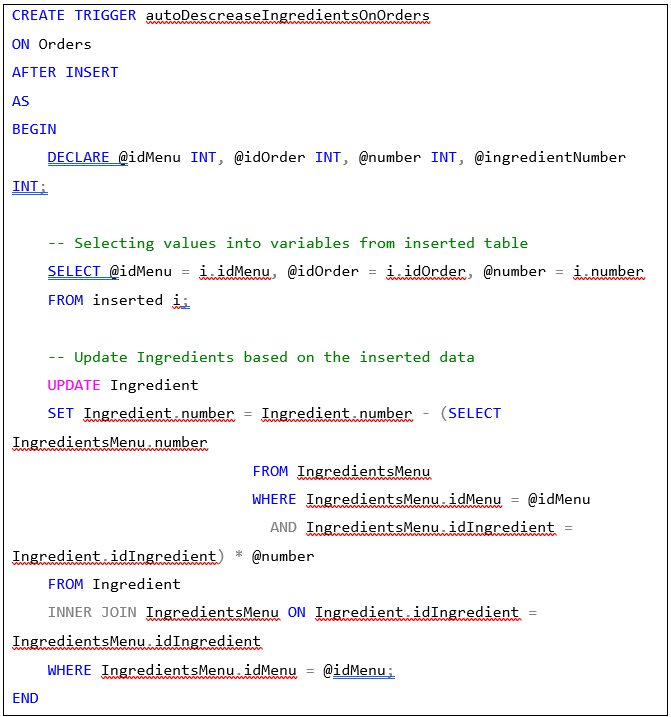 CREATE TRIGGER autoDescreaseIngredientsOnOrders
ON Orders
AFTER INSERT
AS
BEGIN
DECLARE @idMenu INT, @idOrder INT, @number INT, @ingredientNumber
INT;
-- Selecting values into variables from inserted table
SELECT @idMenu = i.idMenu, @idOrder = i.idOrder, @number = i.number
FROM inserted i;
-- Update Ingredients based on the inserted data
UPDATE Ingredient
SET Ingredient.number = Ingredient.number - (SELECT
IngredientsMenu.number
FROM IngredientsMenu
WHERE IngredientsMenu.idMenu = @idMenu
AND IngredientsMenu.idIngredient =
Ingredient.idIngredient) * @number
FROM Ingredient
INNER JOIN IngredientsMenu ON Ingredient.idIngredient =
IngredientsMenu.idIngredient
WHERE IngredientsMenu.idMenu = @idMenu;
END